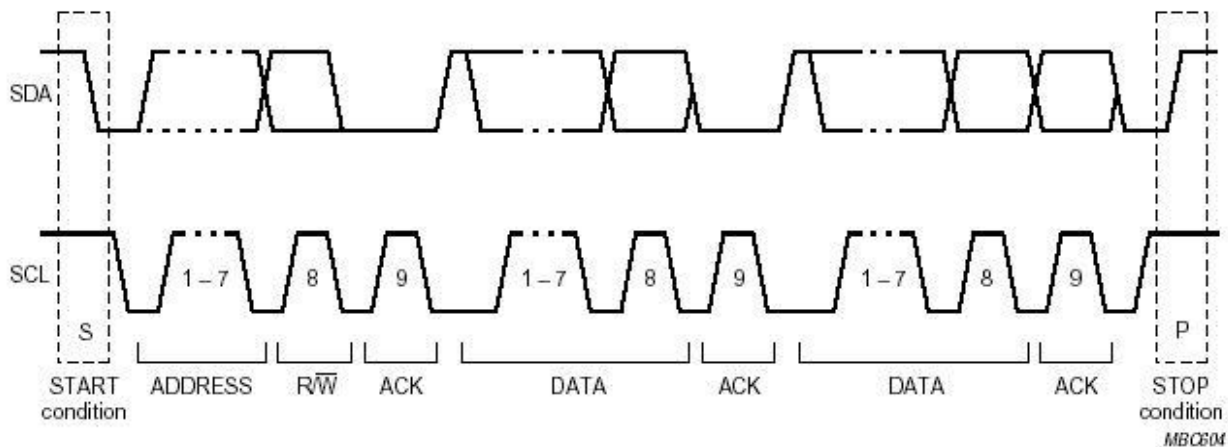 SDA
SCL
1 – 7 8 9 1 – 7 8 9 1 – 7 8 9
S P
START condition ADDRESS R/W̅ ACK DATA ACK DATA ACK STOP condition
MBC604